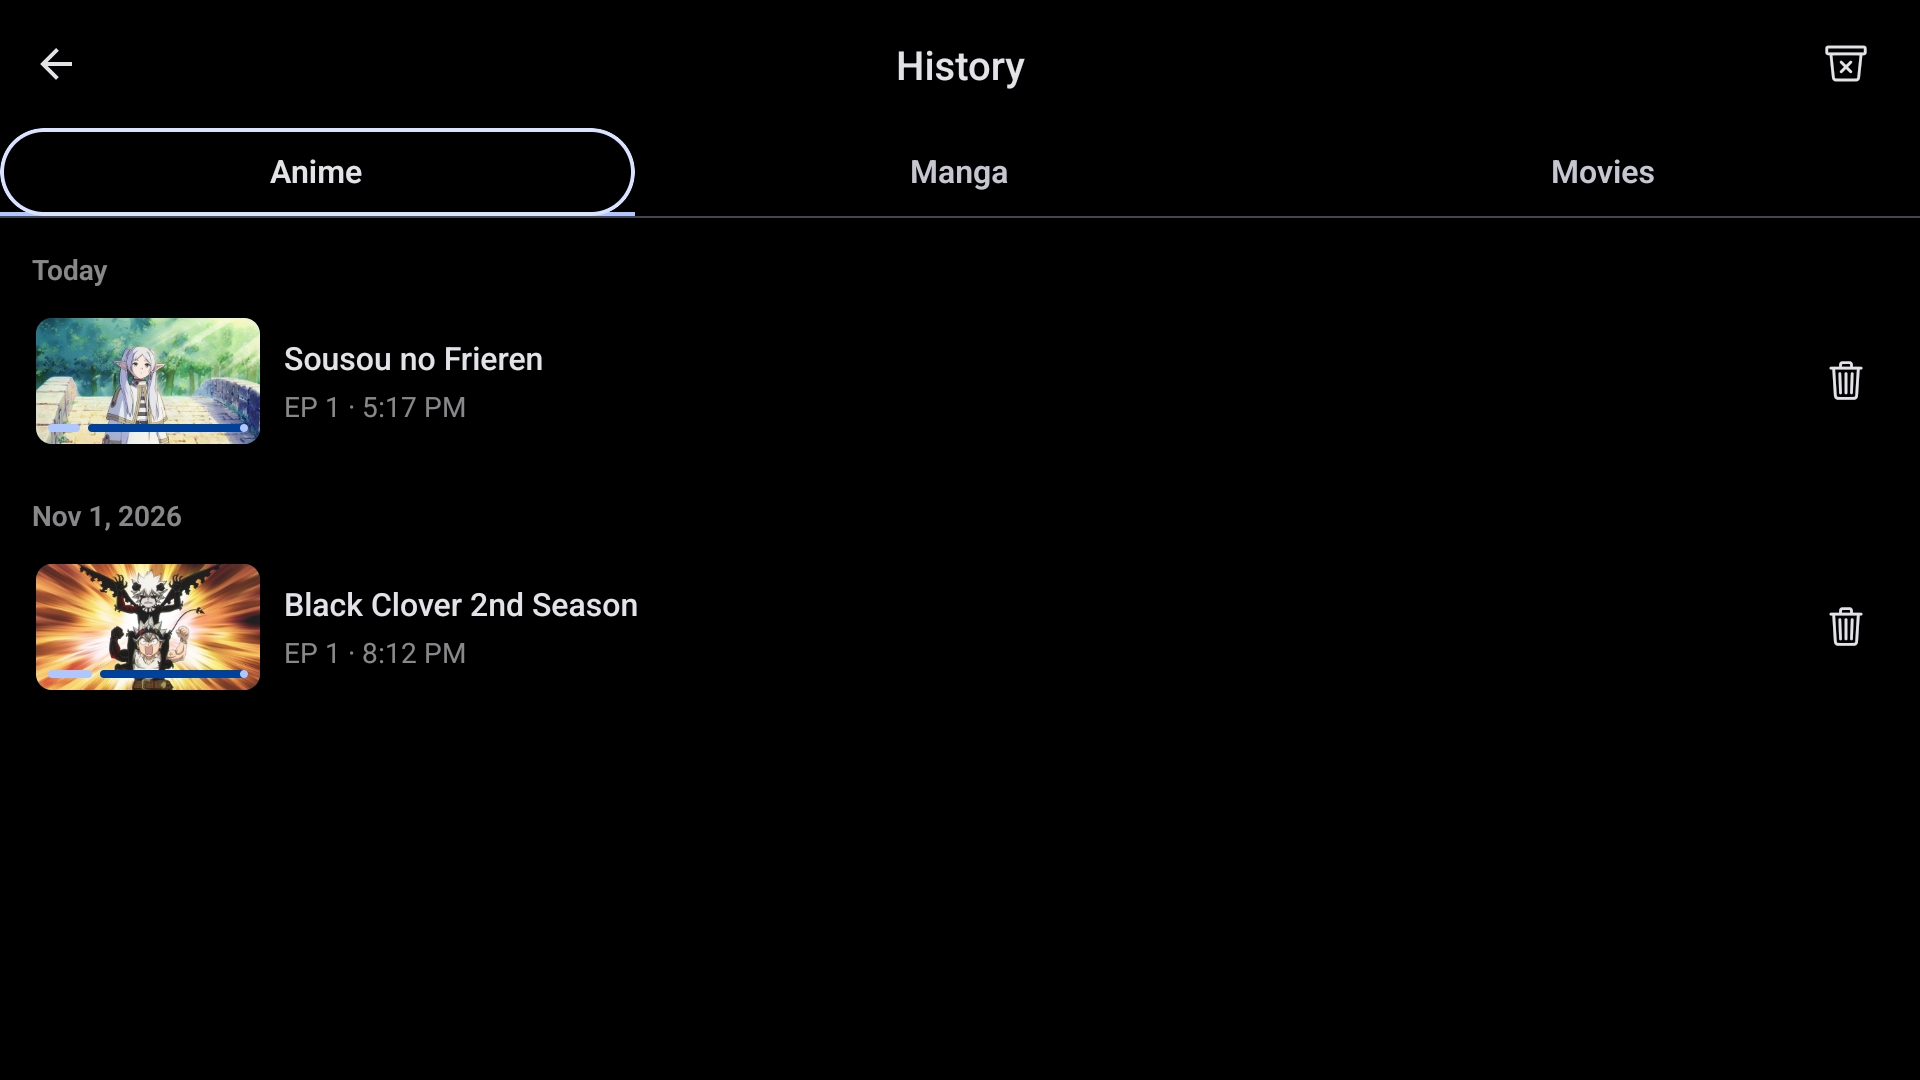 History
Anime
Manga
Movies
Today
Sousou no Frieren
EP 1 · 5:17 PM
Nov 1, 2026
Black Clover 2nd Season
EP 1 · 8:12 PM